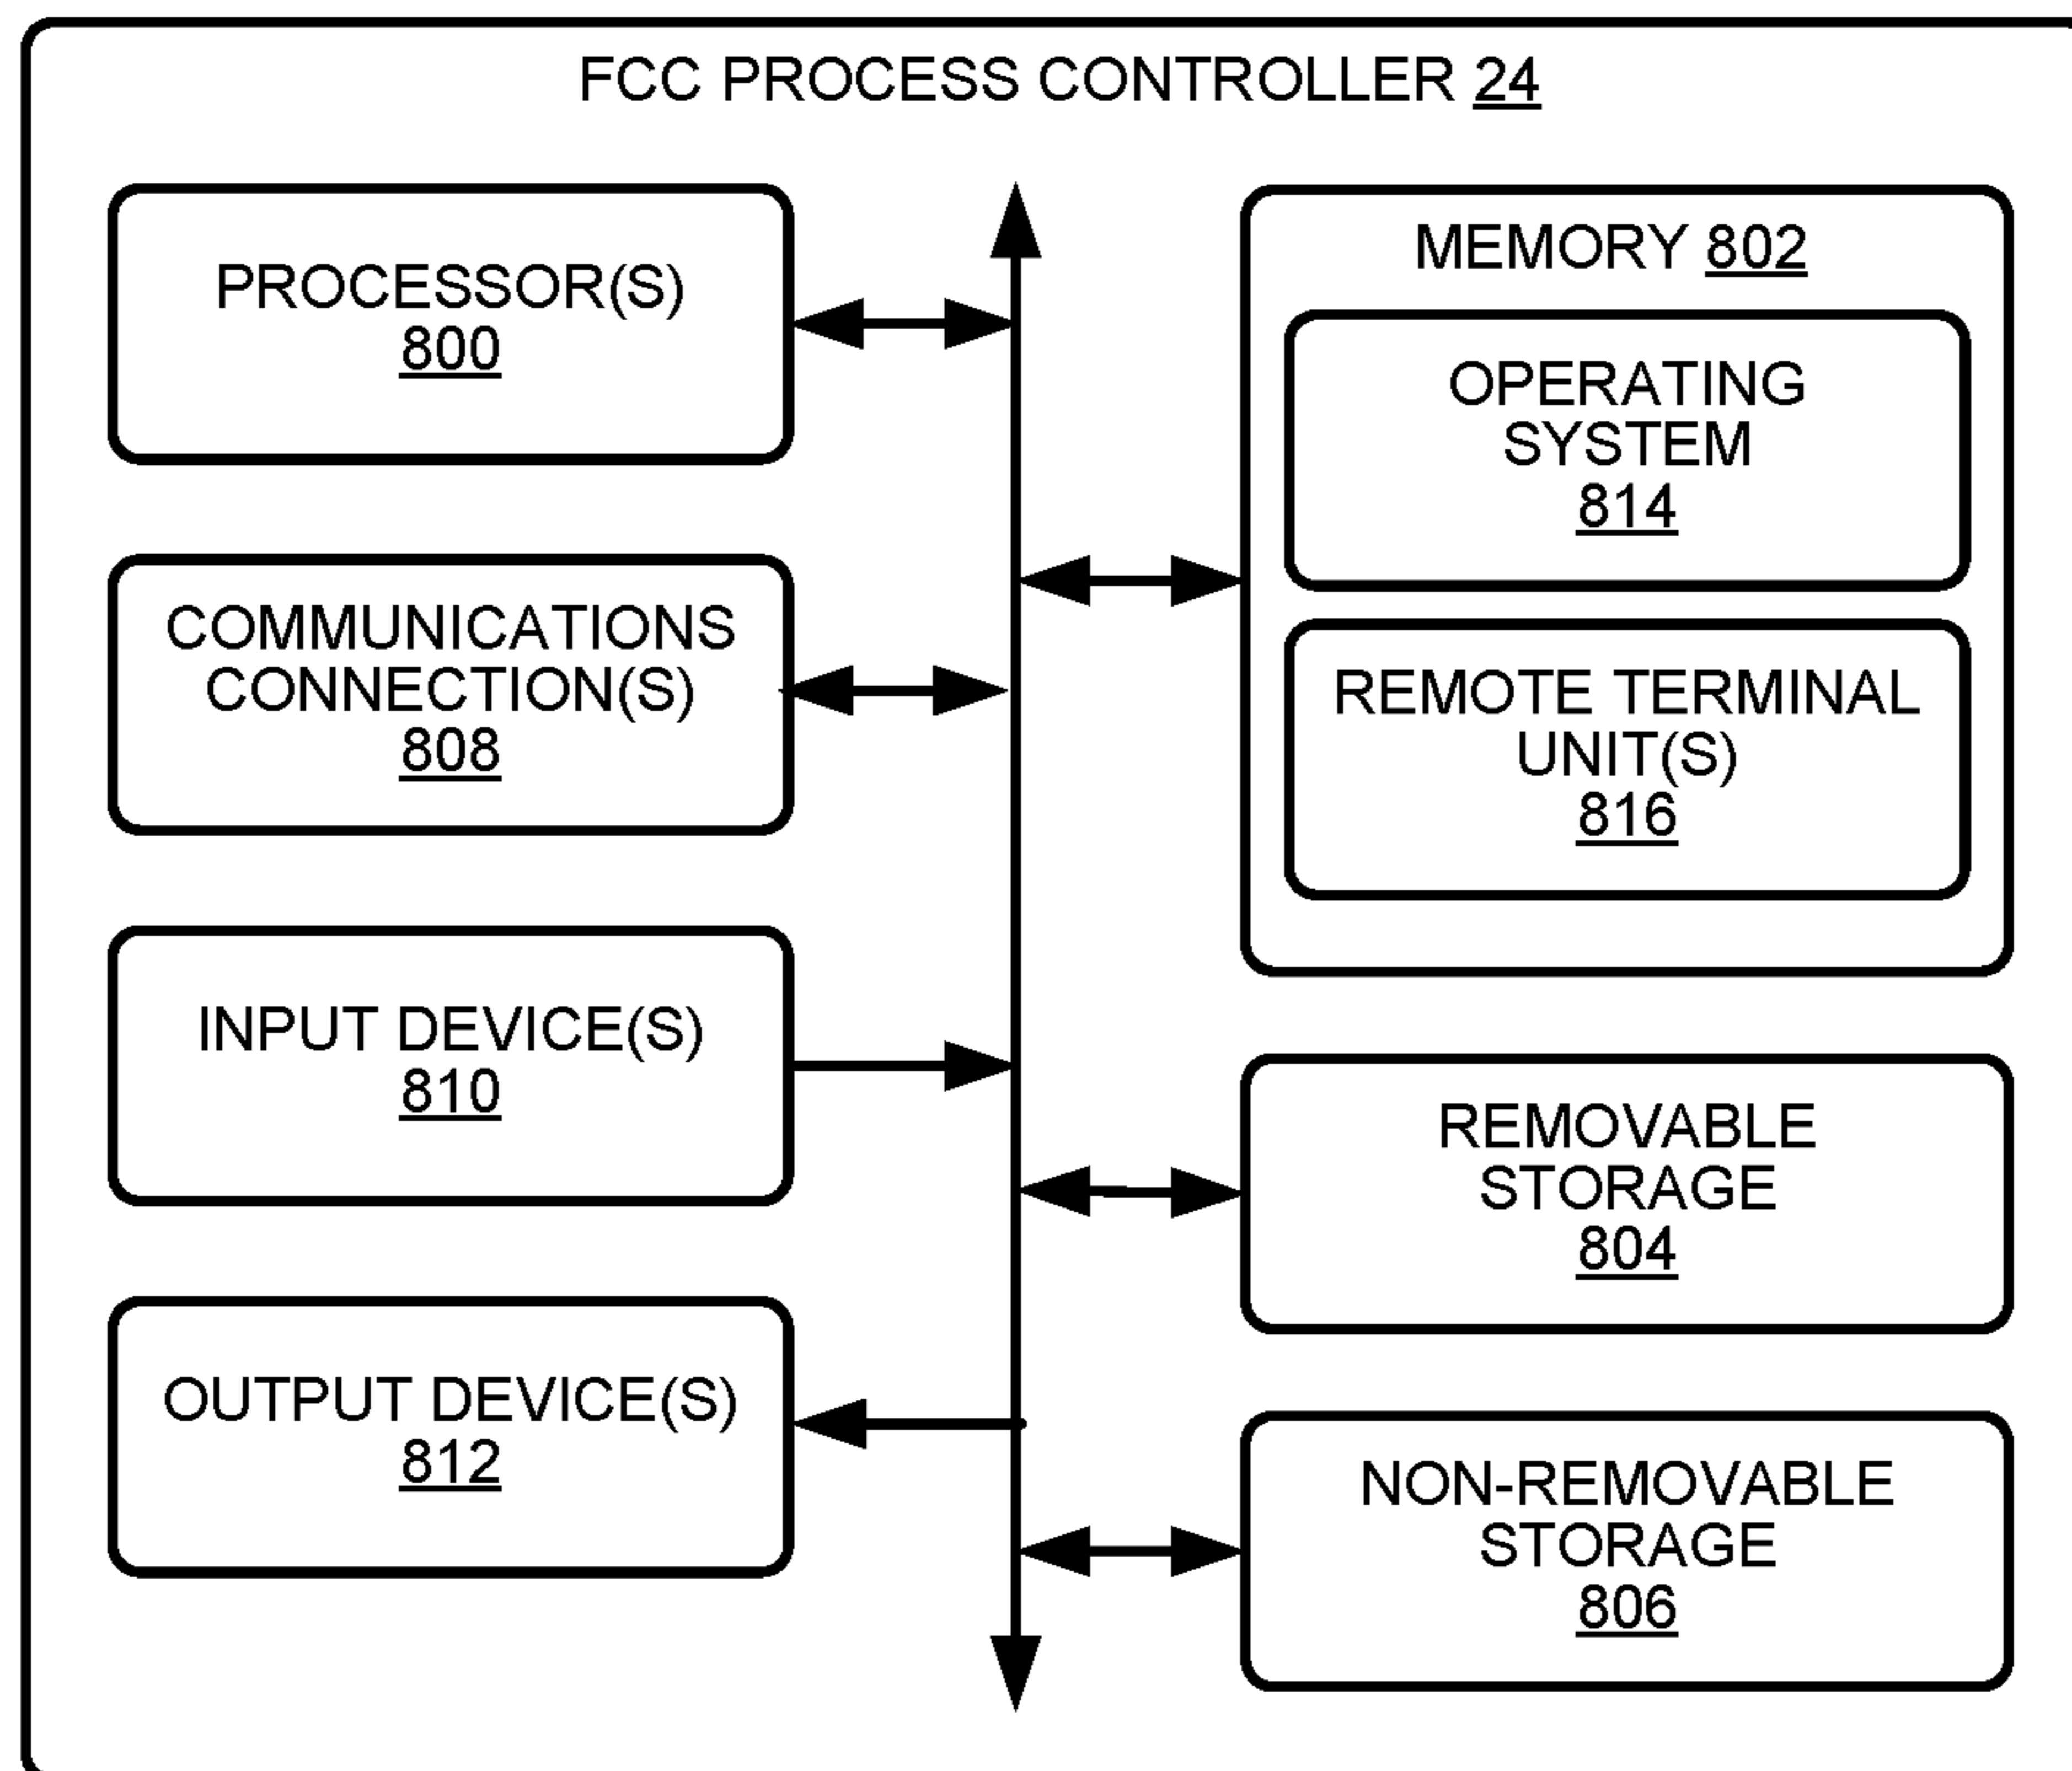 FCC PROCESS CONTROLLER 24
PROCESSOR(S)
800
COMMUNICATIONS
CONNECTION(S)
808
INPUT DEVICE(S)
810
OUTPUT DEVICE(S)
812
MEMORY 802
OPERATING
SYSTEM
814
REMOTE TERMINAL
UNIT(S)
816
REMOVABLE
STORAGE
804
NON-REMOVABLE
STORAGE
806